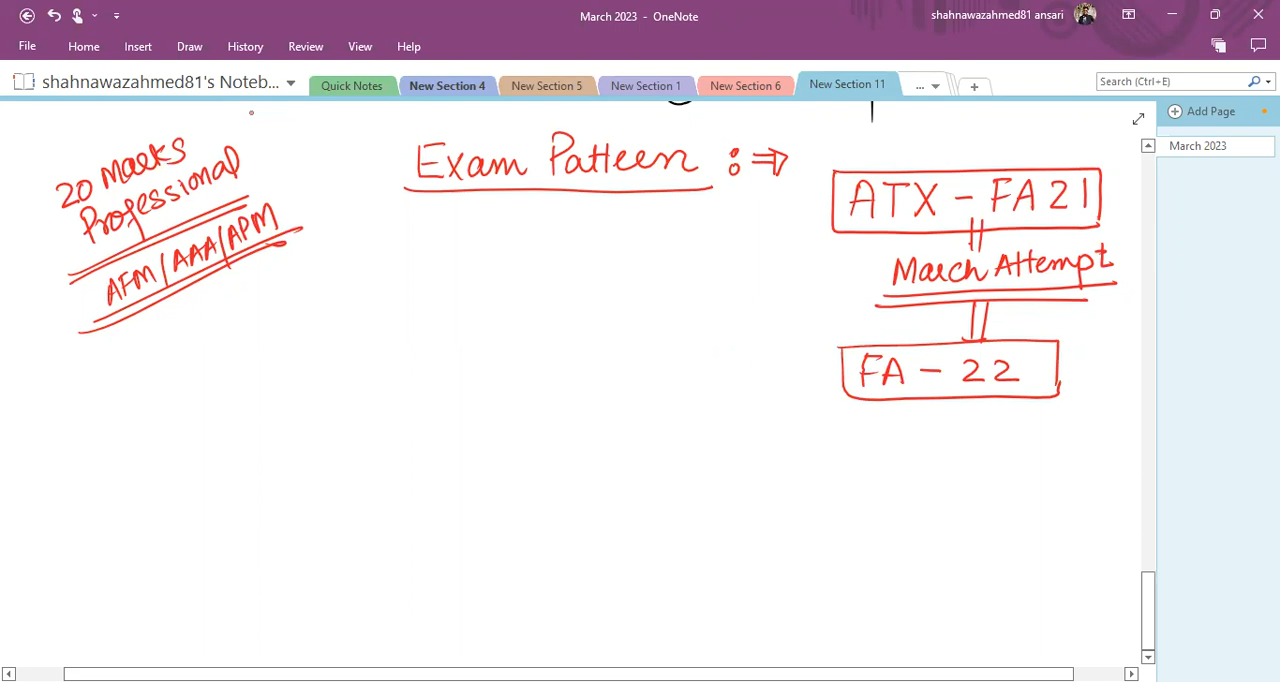 March 2023 - OneNote
shahnawazahmed81 ansari
File Home Insert Draw History Review View Help
shahnawazahmed81's Noteb...
Quick Notes
New Section 4
New Section 5
New Section 1
New Section 6
New Section 11
...
Search (Ctrl+E)
Add Page
March 2023
20 Marks
Professional
AFM/AAA/APM
Exam Pattern :⇒
ATX - FA 21
March Attempt
FA - 22